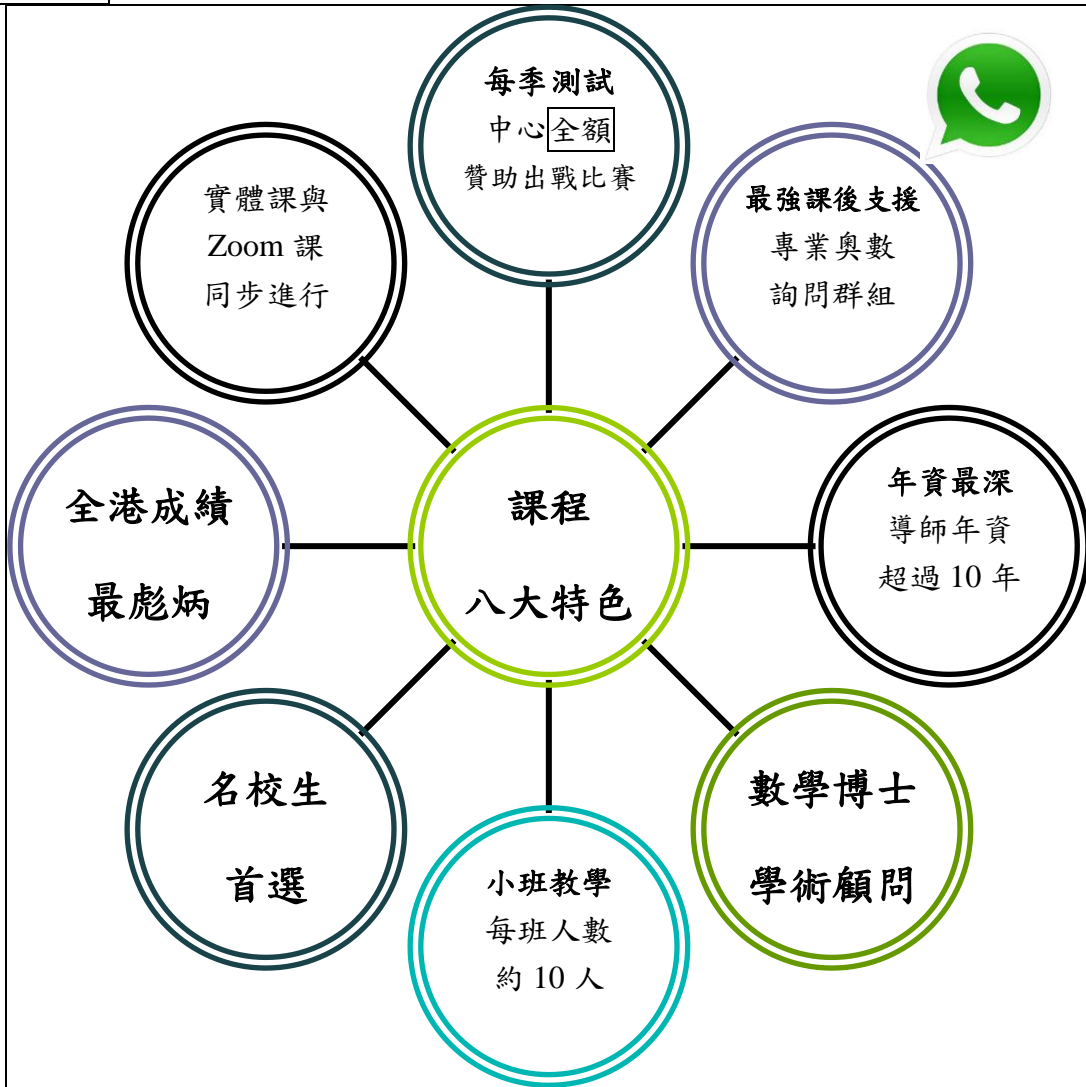 每季測試
中心全額
贊助出戰比賽
最強課後支援
專業奧數
詢問群組
年資最深
導師年資
超過 10 年
數學博士
學術顧問
小班教學
每班人數
約 10 人
名校生
首選
全港成績
最彪炳
實體課與
Zoom 課
同步進行
課程
八大特色